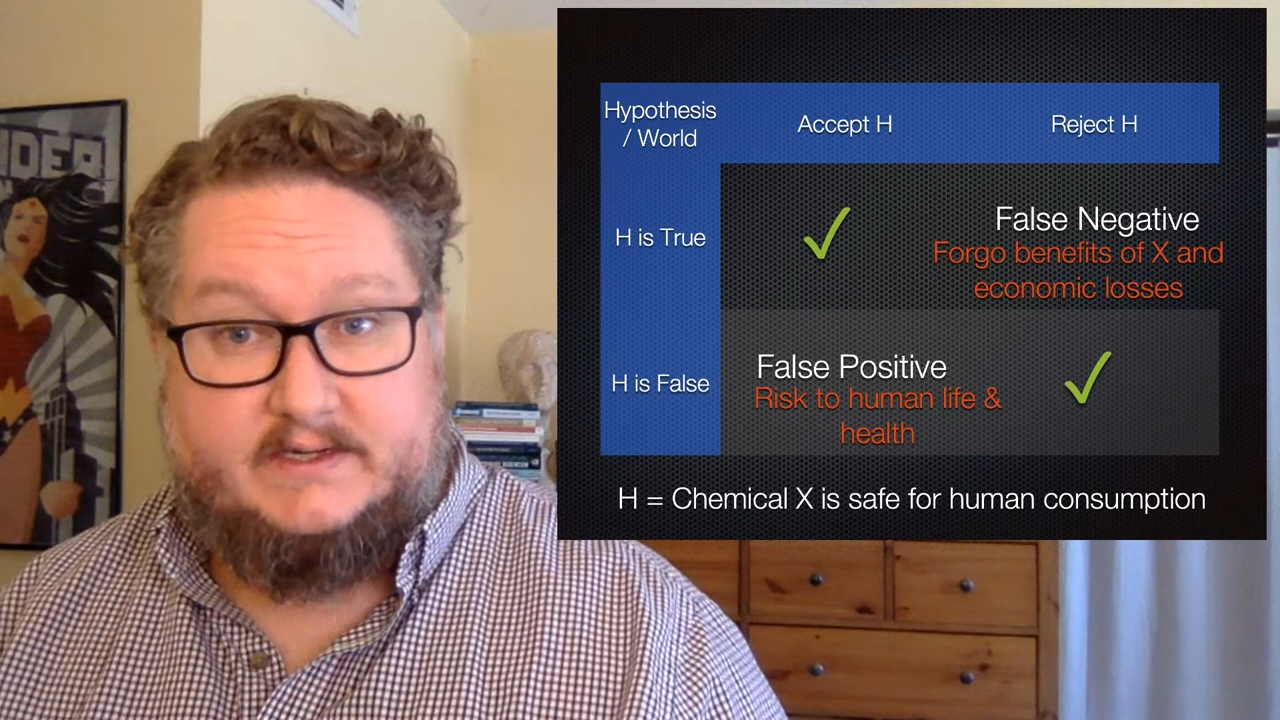 NDER
Hypothesis
/ World
Accept H
Reject H
H is True
False Negative
Forgo benefits of X and
economic losses
H is False
False Positive
Risk to human life &
health
H = Chemical X is safe for human consumption